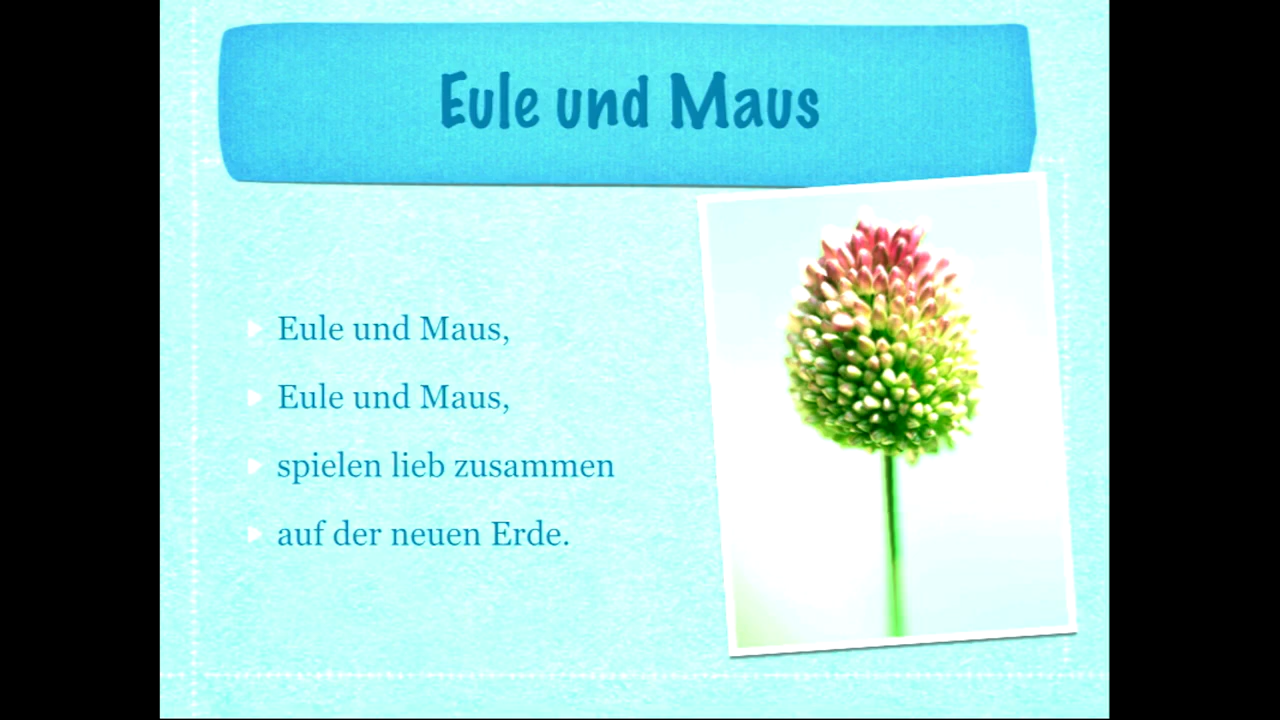 Eule und Maus
Eule und Maus,
Eule und Maus,
spielen lieb zusammen
auf der neuen Erde.